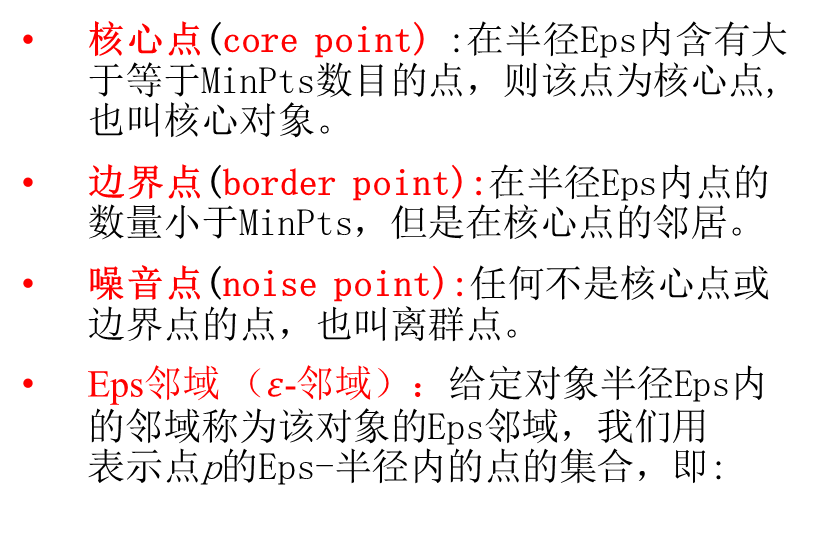 • 核心点(core point) :在半径Eps内含有大
于等于MinPts数目的点，则该点为核心点,
也叫核心对象。
• 边界点(border point):在半径Eps内点的
数量小于MinPts，但是在核心点的邻居。
• 噪音点(noise point):任何不是核心点或
边界点的点，也叫离群点。
• Eps邻域（ε-邻域）：给定对象半径Eps内
的邻域称为该对象的Eps邻域，我们用
表示点p的Eps-半径内的点的集合，即: